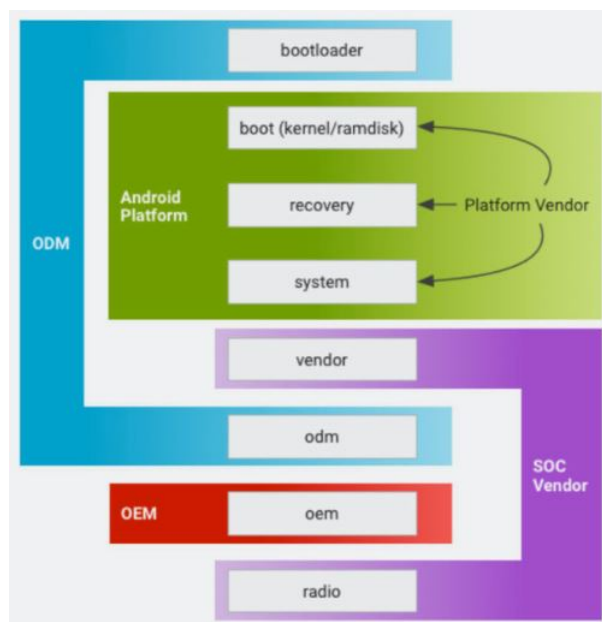 bootloader
boot (kernel/ramdisk)
Android
Platform
recovery
Platform Vendor
ODM
system
vendor
odm
SOC
Vendor
OEM
oem
radio